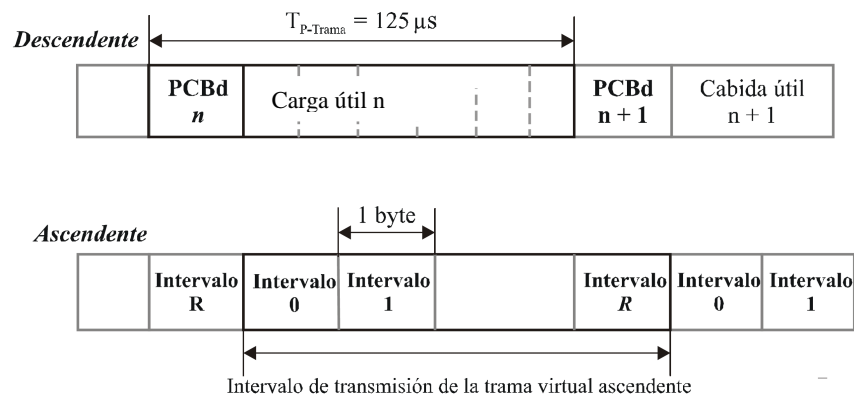 T_P-Trama = 125 µs
Descendente
PCBd
n
Carga útil n
PCBd
n + 1
Cabida útil
n + 1
1 byte
Ascendente
Intervalo
R
Intervalo
0
Intervalo
1
Intervalo
R
Intervalo
0
Intervalo
1
Intervalo de transmisión de la trama virtual ascendente